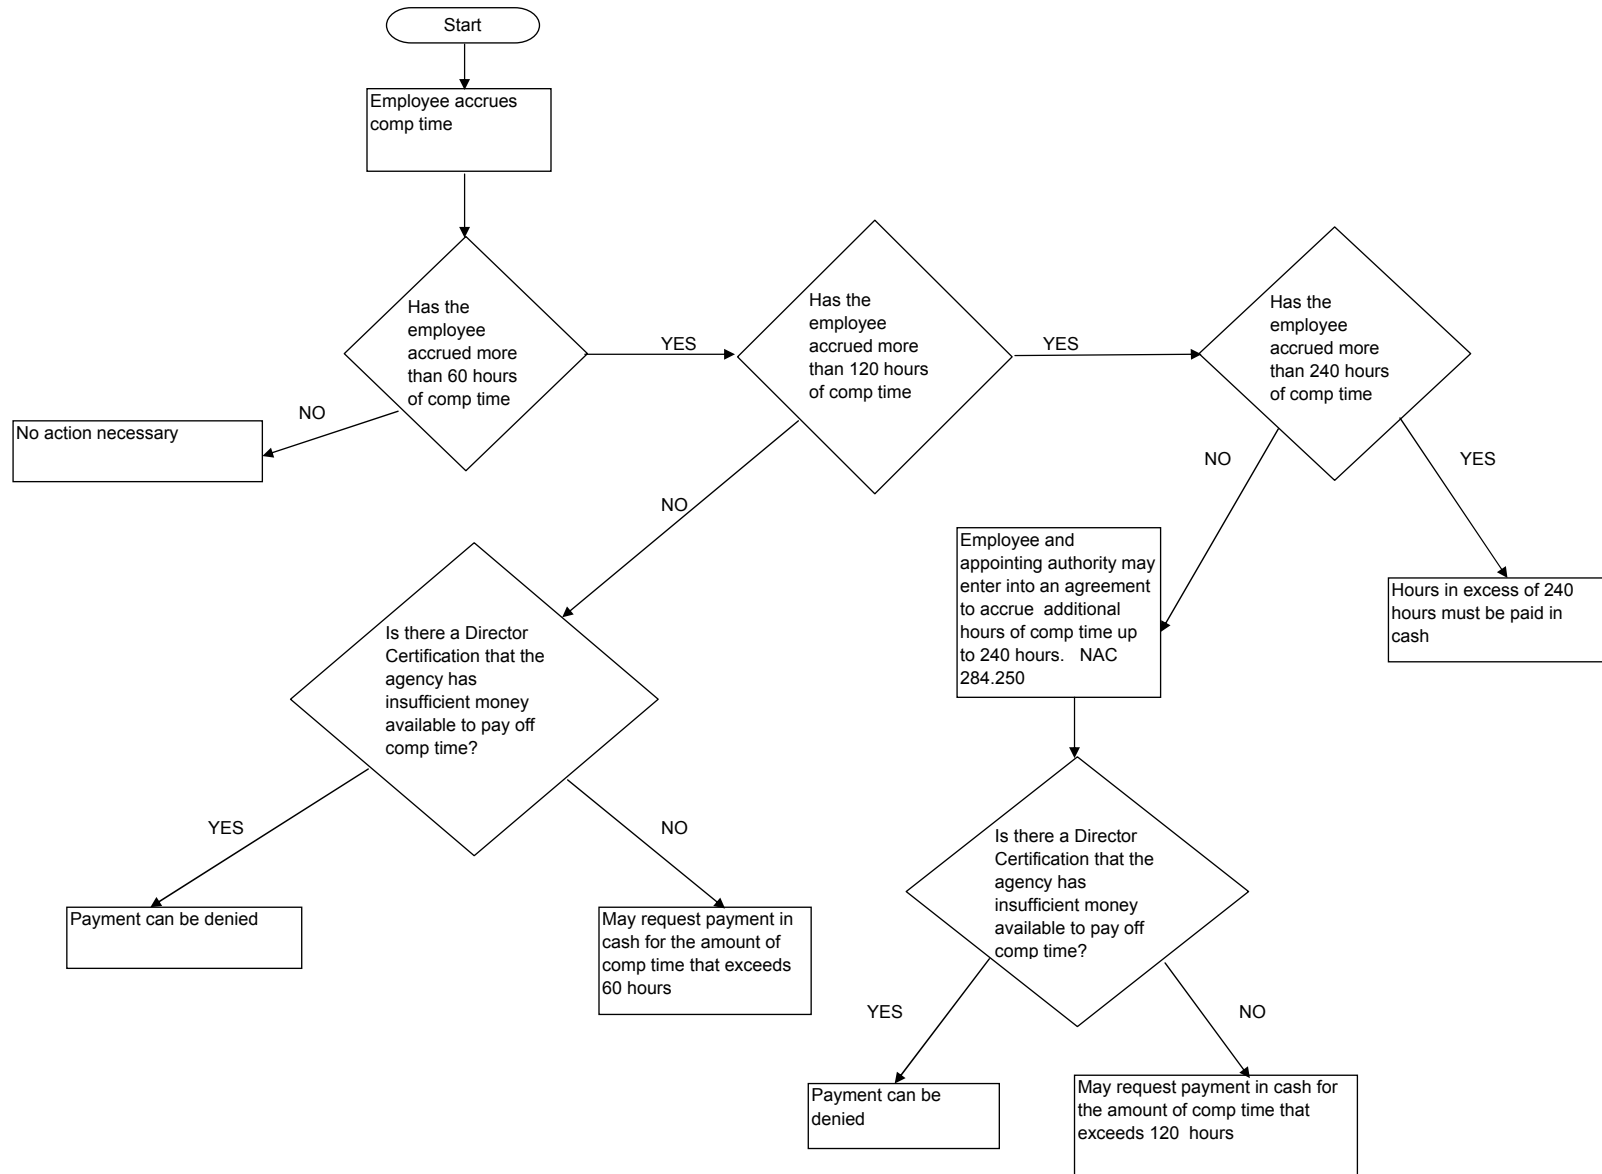 Start
Employee accrues
comp time
Has the
employee
accrued more
than 60 hours
of comp time
YES
Has the
employee
accrued more
than 120 hours
of comp time
YES
Has the
employee
accrued more
than 240 hours
of comp time
NO
No action necessary
NO
NO
YES
Employee and
appointing authority may
enter into an agreement
to accrue additional
hours of comp time up
to 240 hours. NAC
284.250
Hours in excess of 240
hours must be paid in
cash
Is there a Director
Certification that the
agency has
insufficient money
available to pay off
comp time?
YES
NO
Payment can be denied
May request payment in
cash for the amount of
comp time that exceeds
60 hours
Is there a Director
Certification that the
agency has
insufficient money
available to pay off
comp time?
YES
NO
Payment can be
denied
May request payment in cash for
the amount of comp time that
exceeds 120 hours